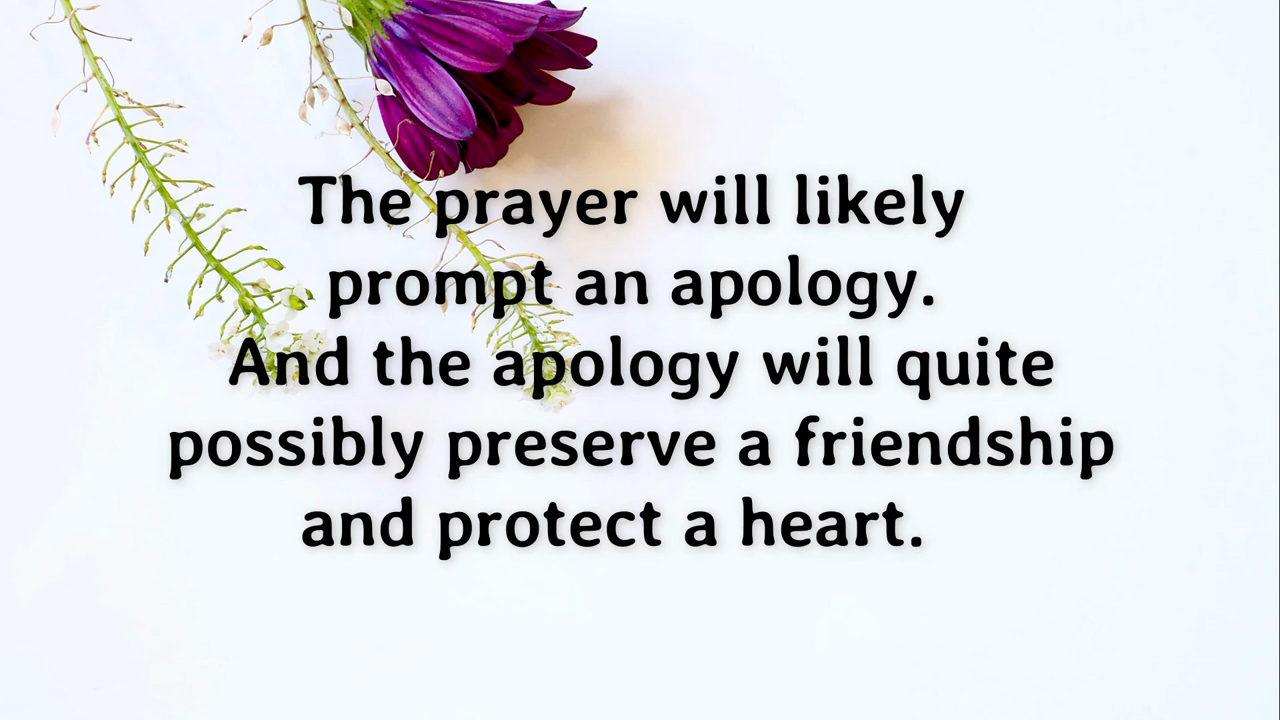 The prayer will likely
prompt an apology.
And the apology will quite
possibly preserve a friendship
and protect a heart.